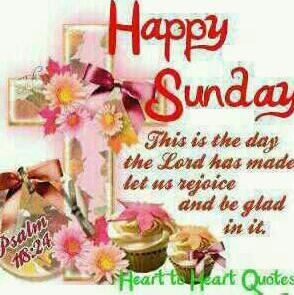 Happy
Sunday
This is the day
the Lord has made
let us rejoice
and be glad
in it.
Psalm
118:24
Heart to Heart Quotes